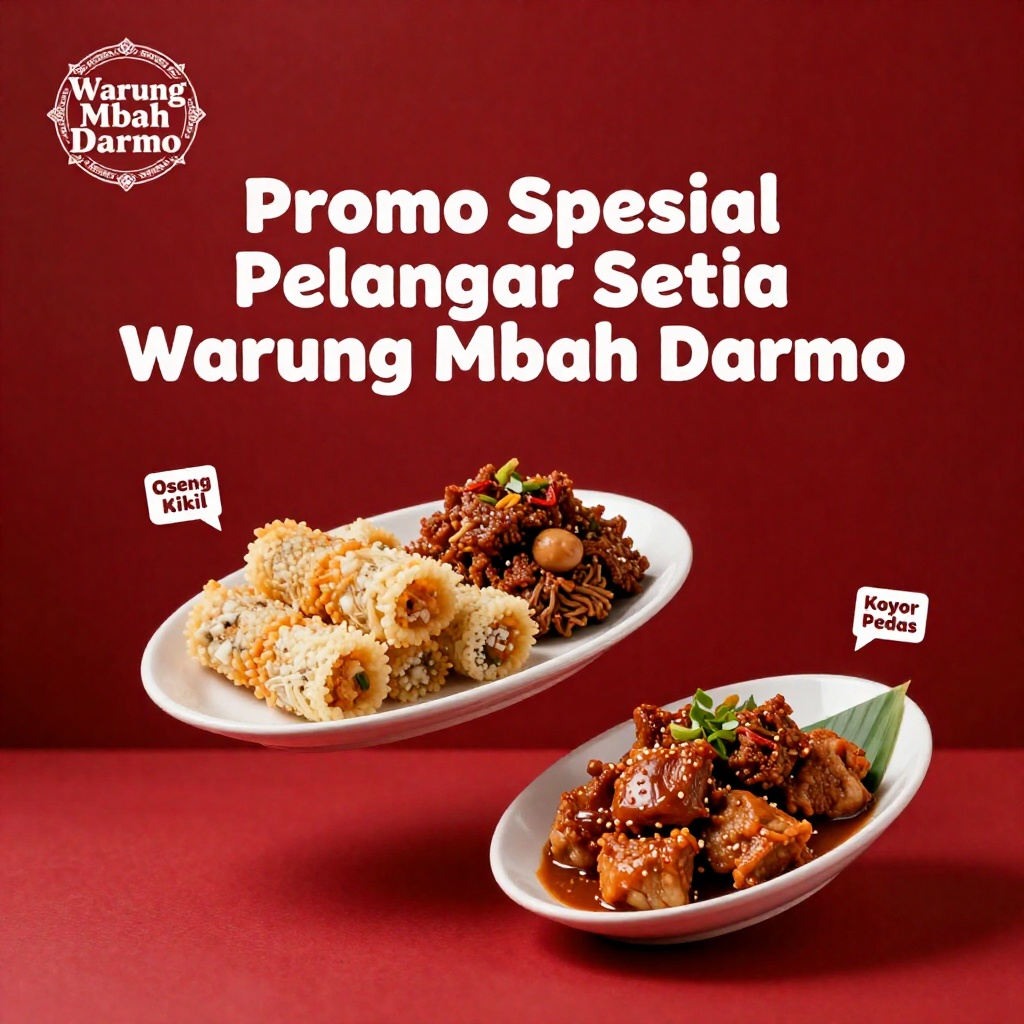 Warung
Mbah
Darmo
Promo Spesial
Pelangar Setia
Warung Mbah Darmo
Oseng
Kikil
Koyor
Pedas